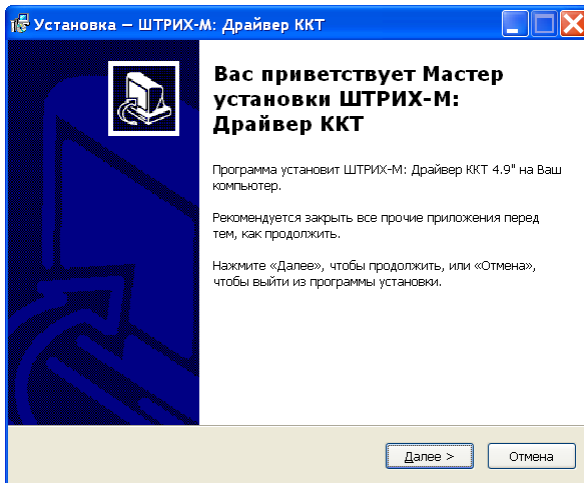 Установка — ШТРИХ-М: Драйвер ККТ
Вас приветствует Мастер
установки ШТРИХ-М:
Драйвер ККТ
Программа установит ШТРИХ-М: Драйвер ККТ 4.9" на Ваш
компьютер.
Рекомендуется закрыть все прочие приложения перед
тем, как продолжить.
Нажмите «Далее», чтобы продолжить, или «Отмена»,
чтобы выйти из программы установки.
Далее >
Отмена